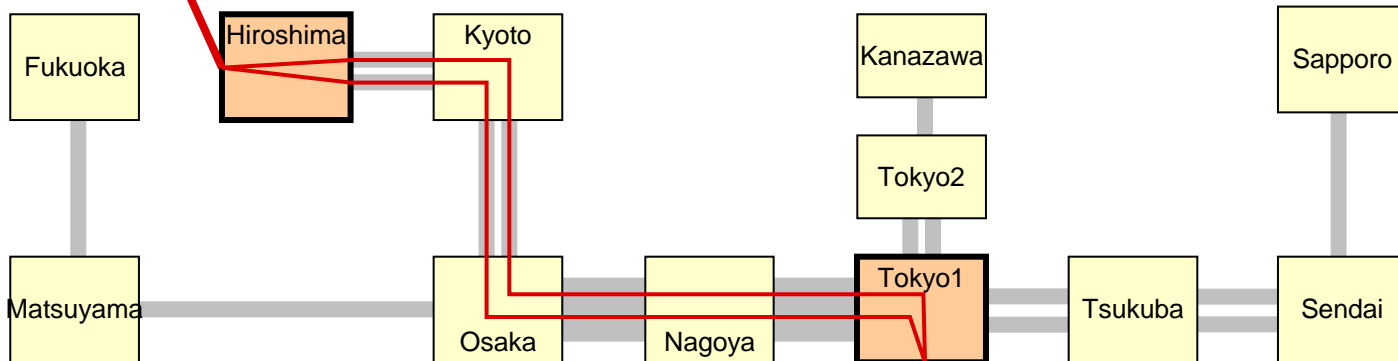 Hiroshima
Kyoto
Fukuoka
Kanazawa
Sapporo
Tokyo2
Tokyo1
Matsuyama
Tsukuba
Sendai
Osaka
Nagoya